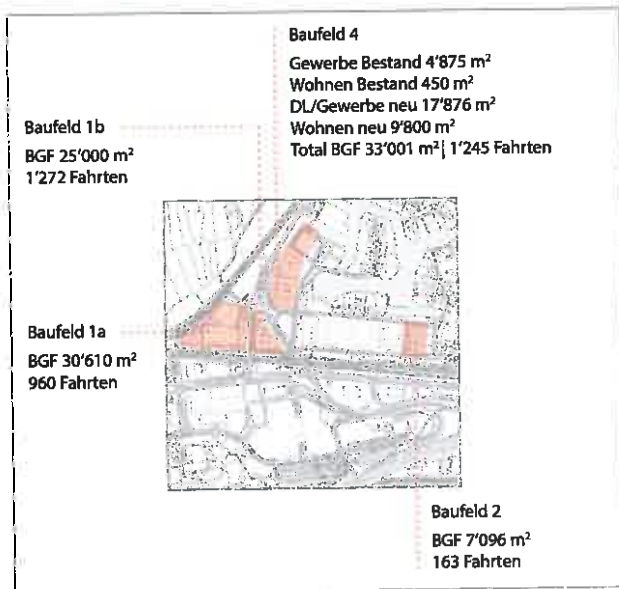 Baufeld 4
Gewerbe Bestand 4'875 m²
Wohnen Bestand 450 m²
DL/Gewerbe neu 17'876 m²
Wohnen neu 9'800 m²
Total BGF 33'001 m² | 1'245 Fahrten
Baufeld 1b
BGF 25'000 m²
1'272 Fahrten
Baufeld 1a
BGF 30'610 m²
960 Fahrten
Baufeld 2
BGF 7'096 m²
163 Fahrten